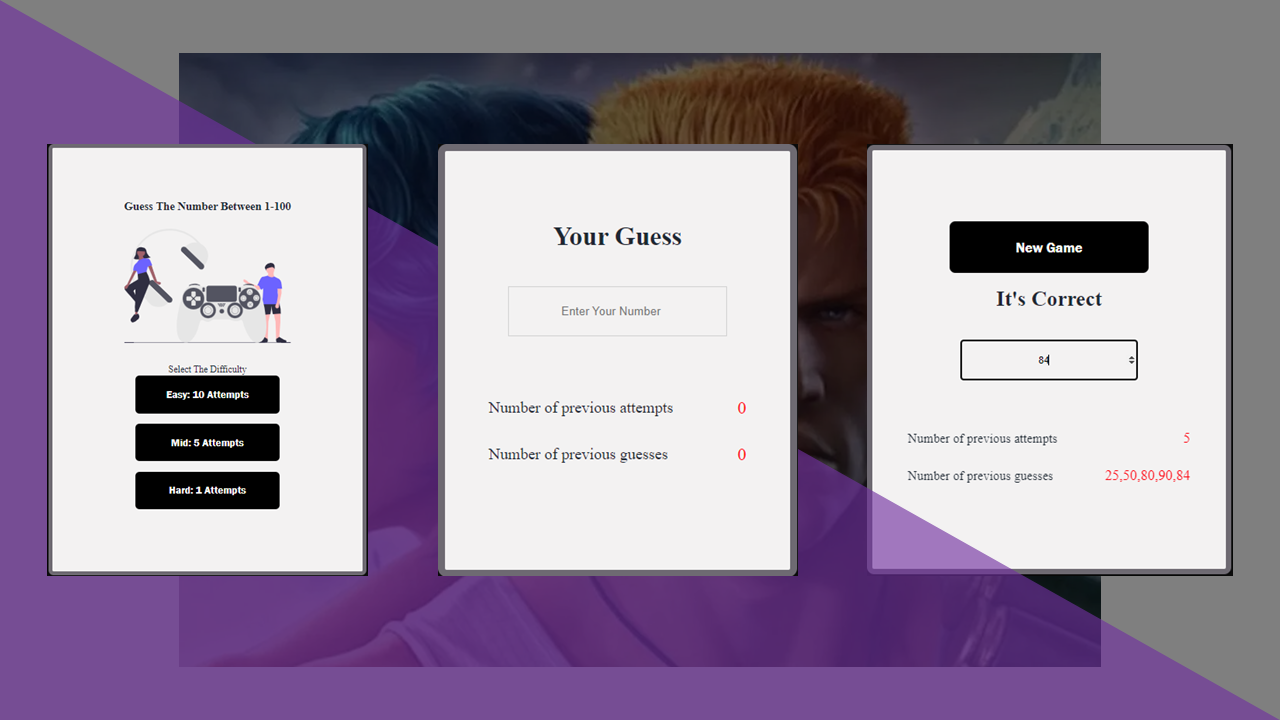 Guess The Number Between 1-100
Select The Difficulty
Easy: 10 Attempts
Mid: 5 Attempts
Hard: 1 Attempts
Your Guess
Enter Your Number
Number of previous attempts 0
Number of previous guesses 0
New Game
It's Correct
84
Number of previous attempts 5
Number of previous guesses 25,50,80,90,84